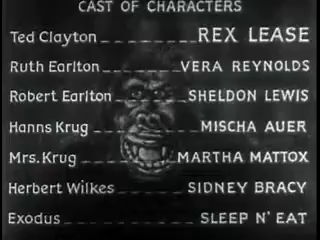 CAST OF CHARACTERS
Ted Clayton _ _ _ _ _ _ _ _ REX LEASE
Ruth Earlton _ _ _ _ _ _ _ VERA REYNOLDS
Robert Earlton _ _ _ _ _ _ SHELDON LEWIS
Hanns Krug _ _ _ _ _ _ _ _ MISCHA AUER
Mrs. Krug _ _ _ _ _ _ _ _ MARTHA MATTOX
Herbert Wilkes _ _ _ _ _ _ SIDNEY BRACY
Exodus _ _ _ _ _ _ _ _ _ _ SLEEP N' EAT